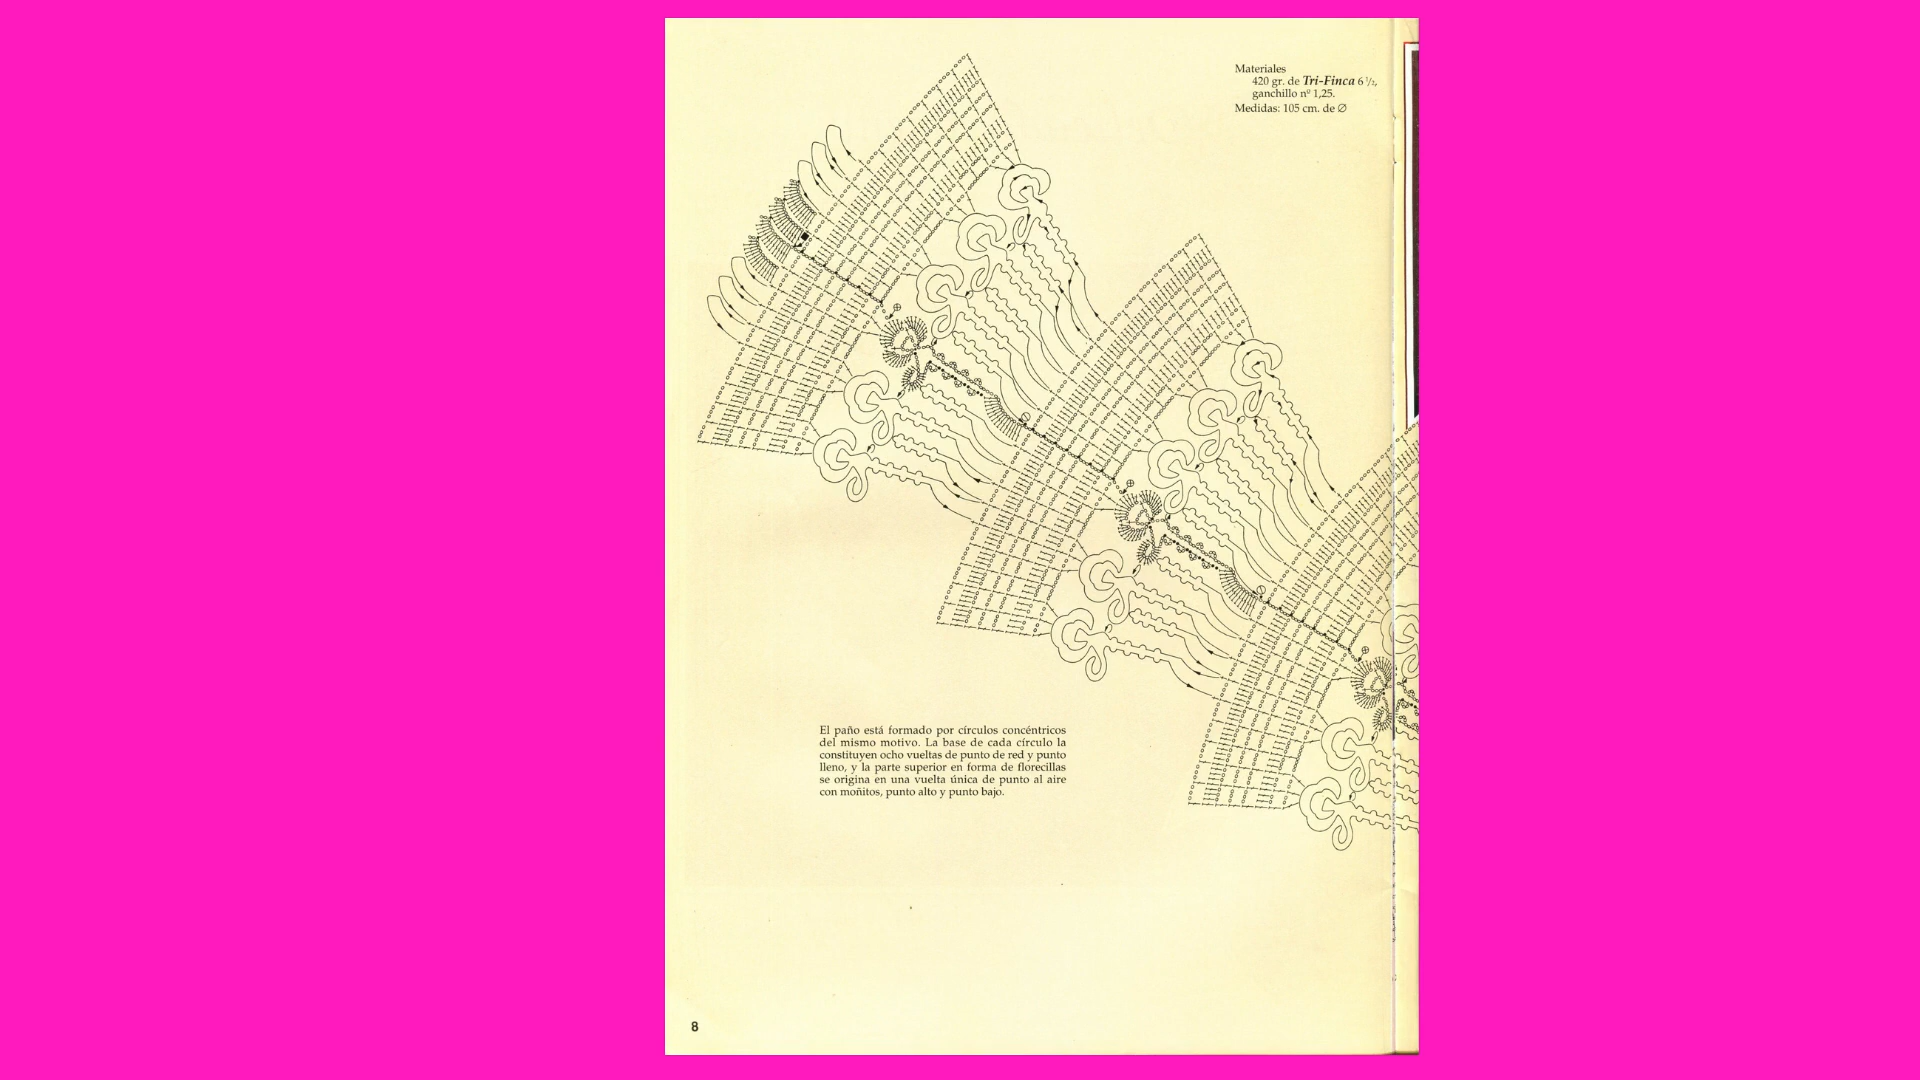 Materiales
420 gr. de Tri-Finca 6 ½,
ganchillo nº 1,25.
Medidas: 105 cm. de Ø
El paño está formado por círculos concéntricos
del mismo motivo. La base de cada círculo la
constituyen ocho vueltas de punto de red y punto
lleno, y la parte superior en forma de florecillas
se origina en una vuelta única de punto al aire
con moñitos, punto alto y punto bajo.
8